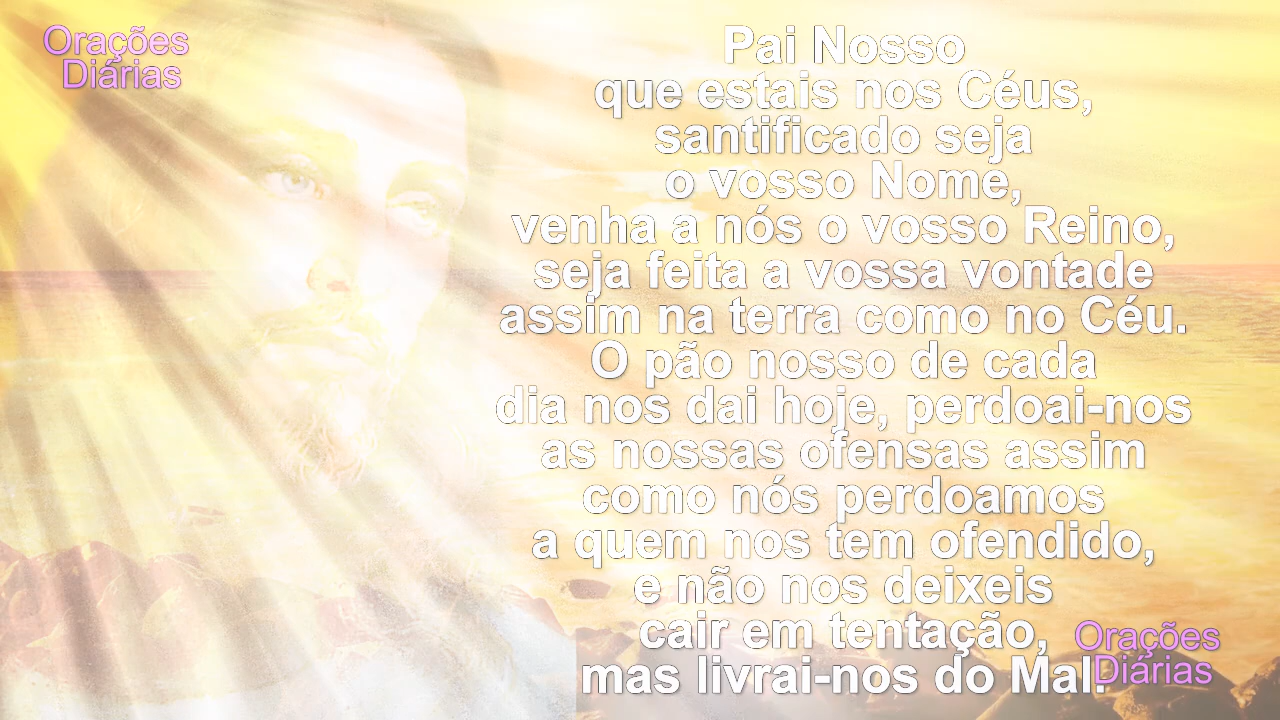 Orações
Diárias
Pai Nosso
que estais nos Céus,
santificado seja
o vosso Nome,
venha a nós o vosso Reino,
seja feita a vossa vontade
assim na terra como no Céu.
O pão nosso de cada
dia nos dai hoje, perdoai-nos
as nossas ofensas assim
como nós perdoamos
a quem nos tem ofendido,
e não nos deixeis
cair em tentação,
mas livrai-nos do Mal.
Orações
Diárias